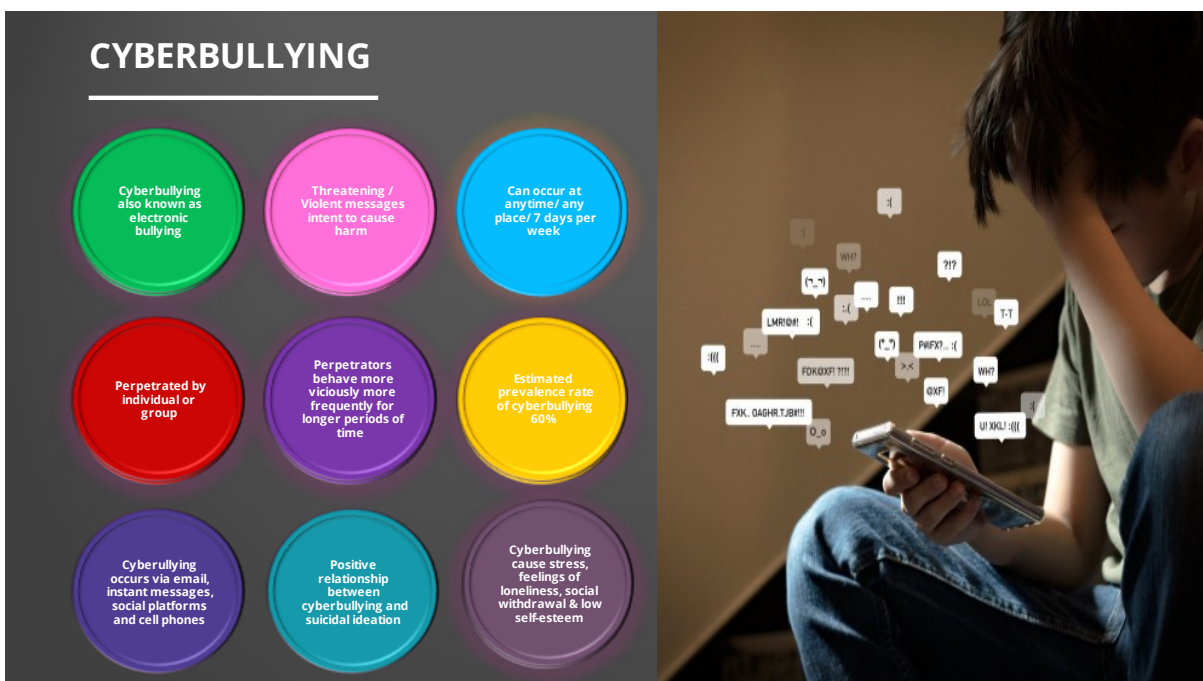 CYBERBULLYING
Cyberbullying
also known as
electronic
bullying
Threatening /
Violent messages
intent to cause
harm
Can occur at
anytime/ any
place/ 7 days per
week
Perpetrated by
individual or
group
Perpetrators
behave more
viciously more
frequently for
longer periods of
time
Estimated
prevalence rate
of cyberbullying
60%
Cyberullying
occurs via email,
instant messages,
social platforms
and cell phones
Positive
relationship
between
cyberbullying and
suicidal ideation
Cyberbullying
cause stress,
feelings of
loneliness, social
withdrawal & low
self-esteem
:(
:(
WH?
?!?
(¬_¬)
....
!!!
:.(
LOL
T-T
LMR!@#! :(
....
(*_*)
:(((
>.<
WH?
FDK@XF! ?!?!
@XF!
:(
O_o
U! XKL! :(((